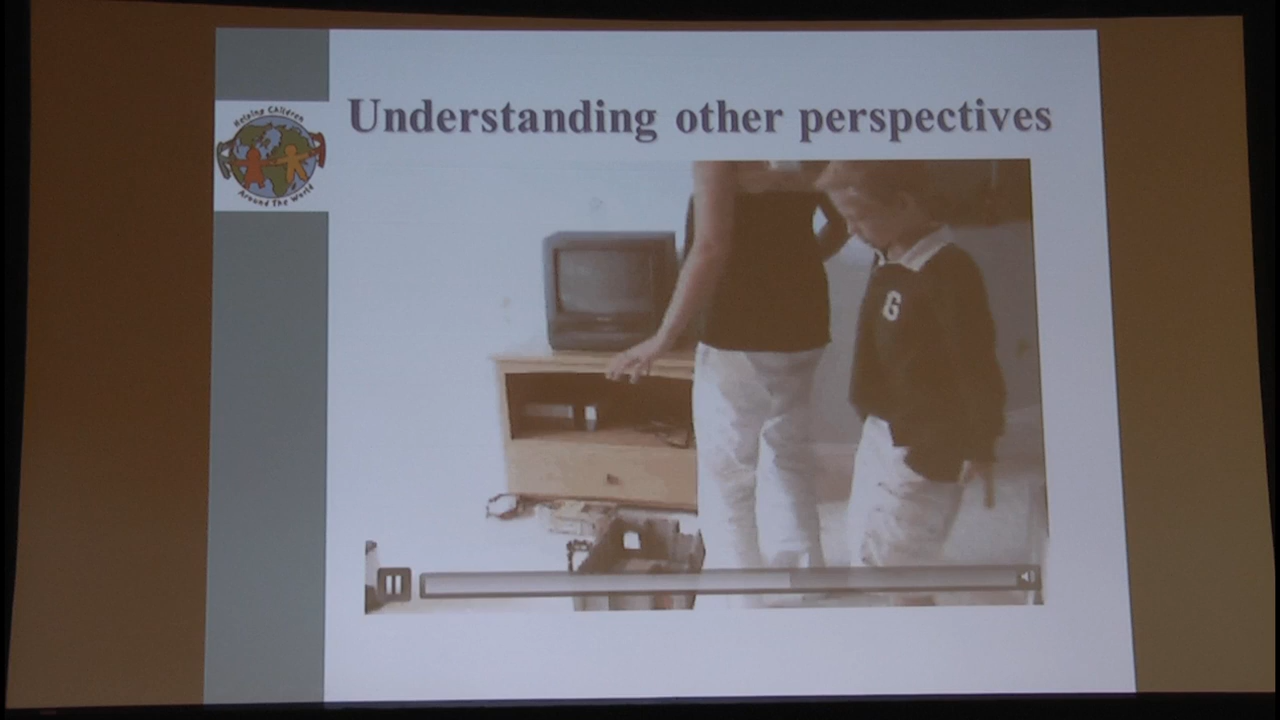 Understanding other perspectives
Helping Children
Around The World
G